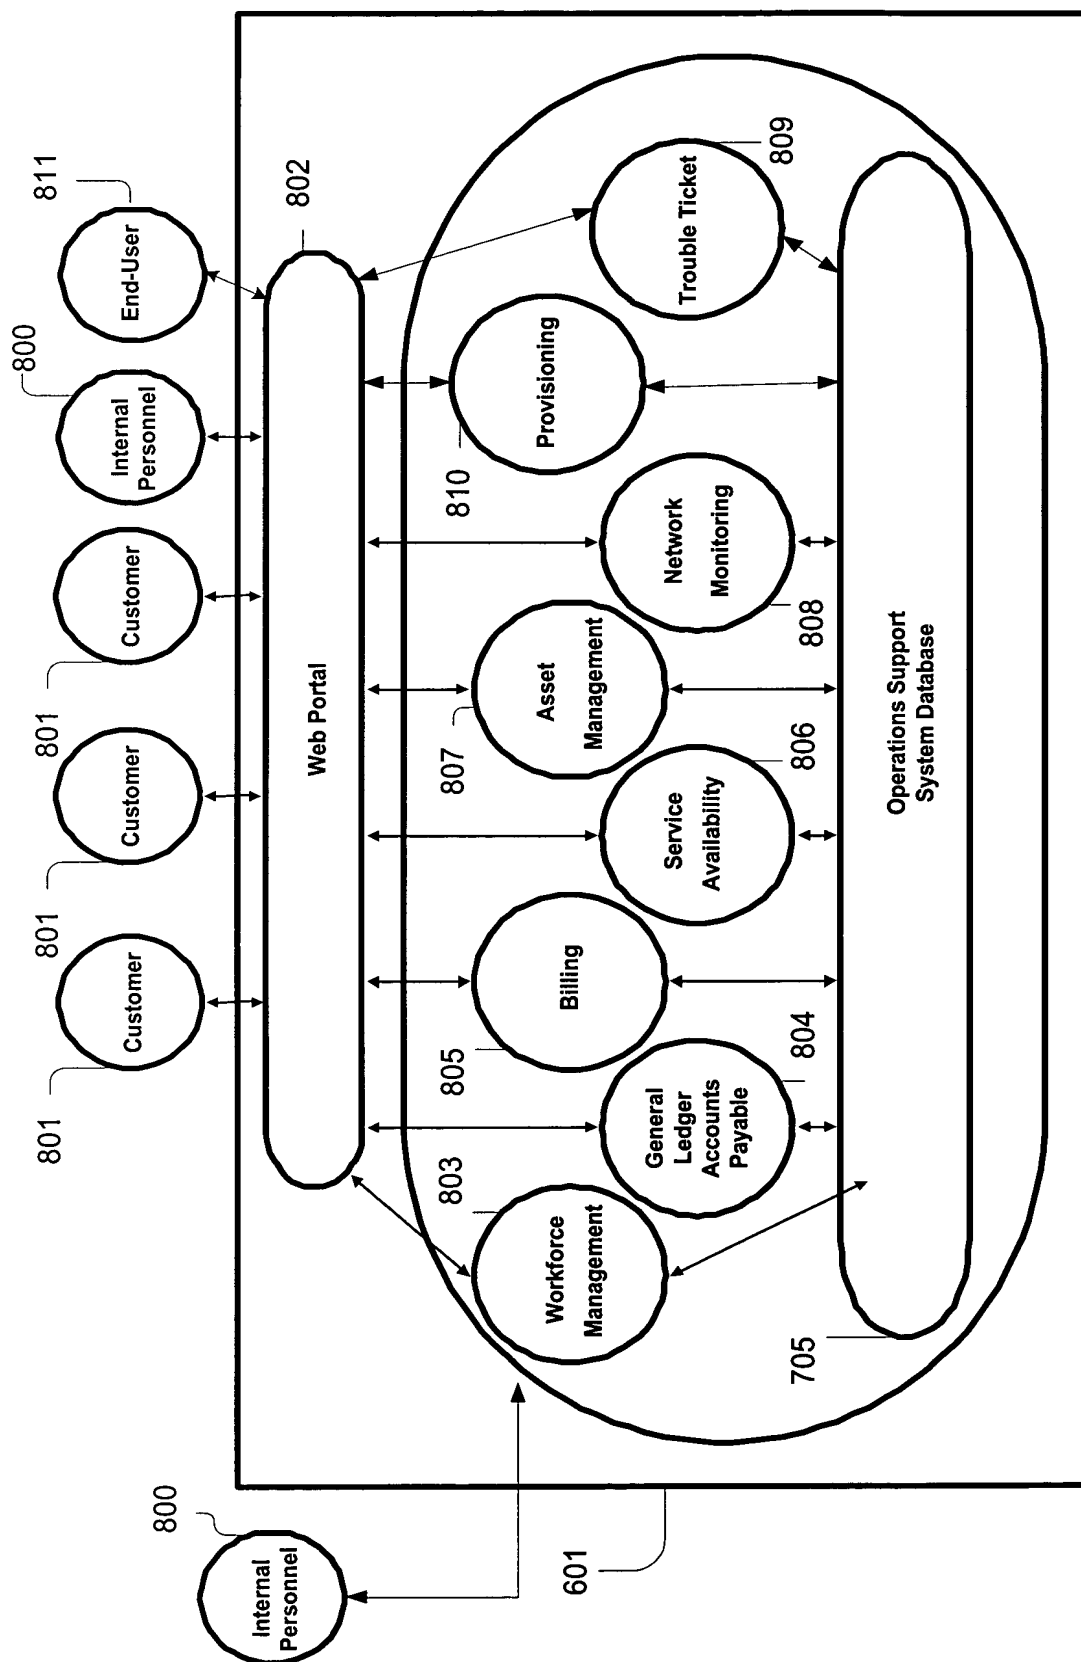 800
Internal
Personnel
801
Customer
801
Customer
801
Customer
800
Internal
Personnel
811
End-User
802
Web Portal
803
Workforce
Management
804
General
Ledger
Accounts
Payable
805
Billing
806
Service
Availability
807
Asset
Management
808
Network
Monitoring
810
Provisioning
809
Trouble Ticket
705
Operations Support
System Database
601